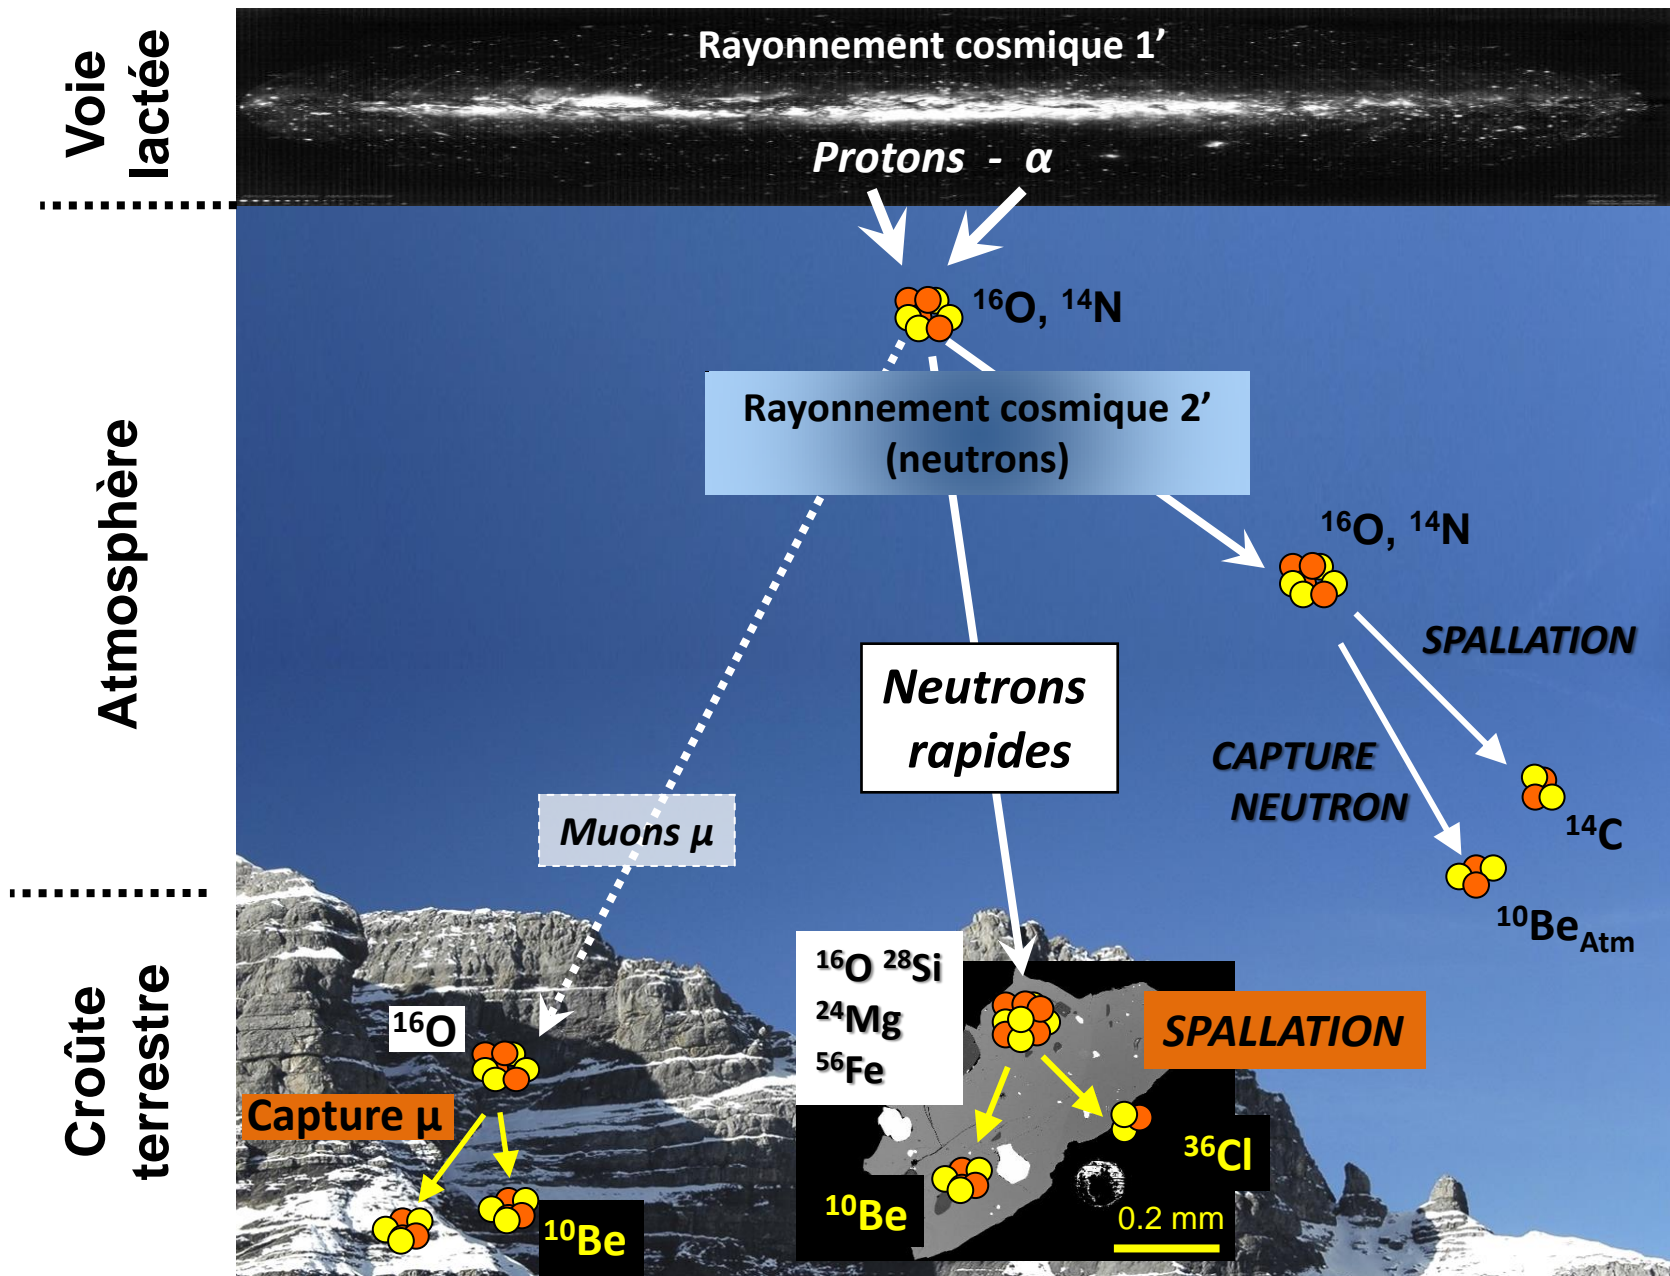 Voie
lactée
Rayonnement cosmique 1’
Protons - α
Atmosphère
¹⁶O, ¹⁴N
Rayonnement cosmique 2’
(neutrons)
¹⁶O, ¹⁴N
SPALLATION
Neutrons
rapides
CAPTURE
NEUTRON
Muons µ
¹⁴C
¹⁰Be_Atm
Croûte
terrestre
¹⁶O ²⁸Si
²⁴Mg
⁵⁶Fe
¹⁶O
SPALLATION
Capture µ
³⁶Cl
¹⁰Be
0.2 mm
¹⁰Be